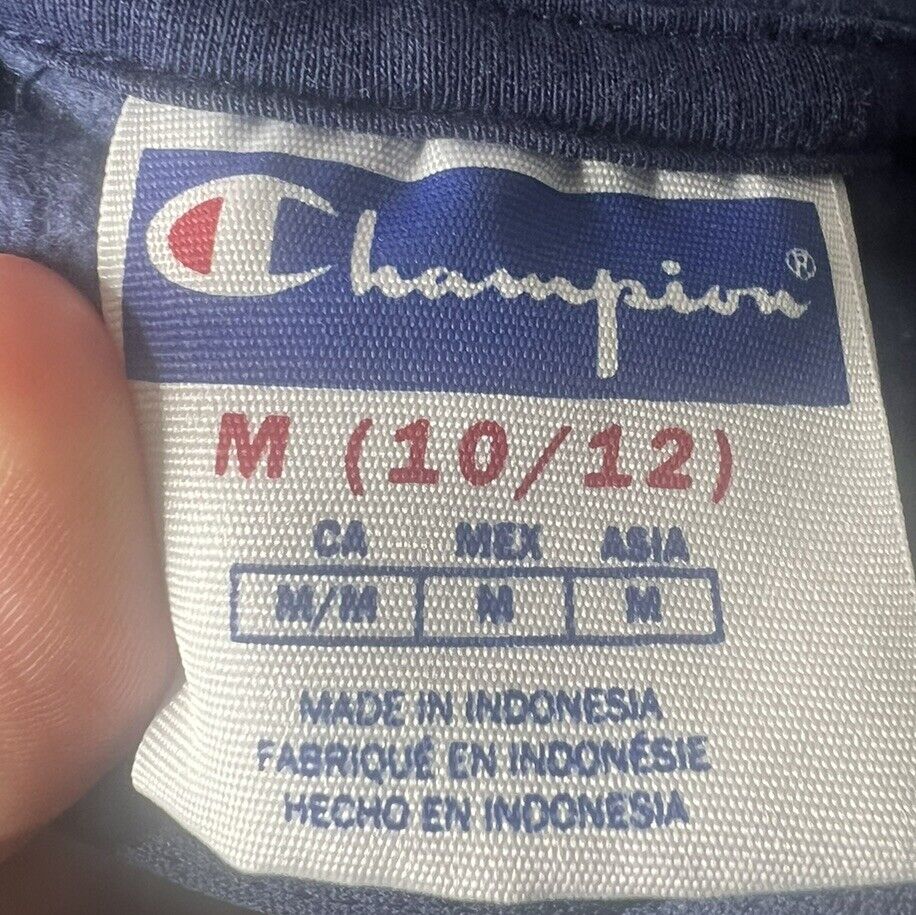 Champion®
M (10/12)
CA MEX ASIA
M/M M M
MADE IN INDONESIA
FABRIQUÉ EN INDONÉSIE
HECHO EN INDONESIA